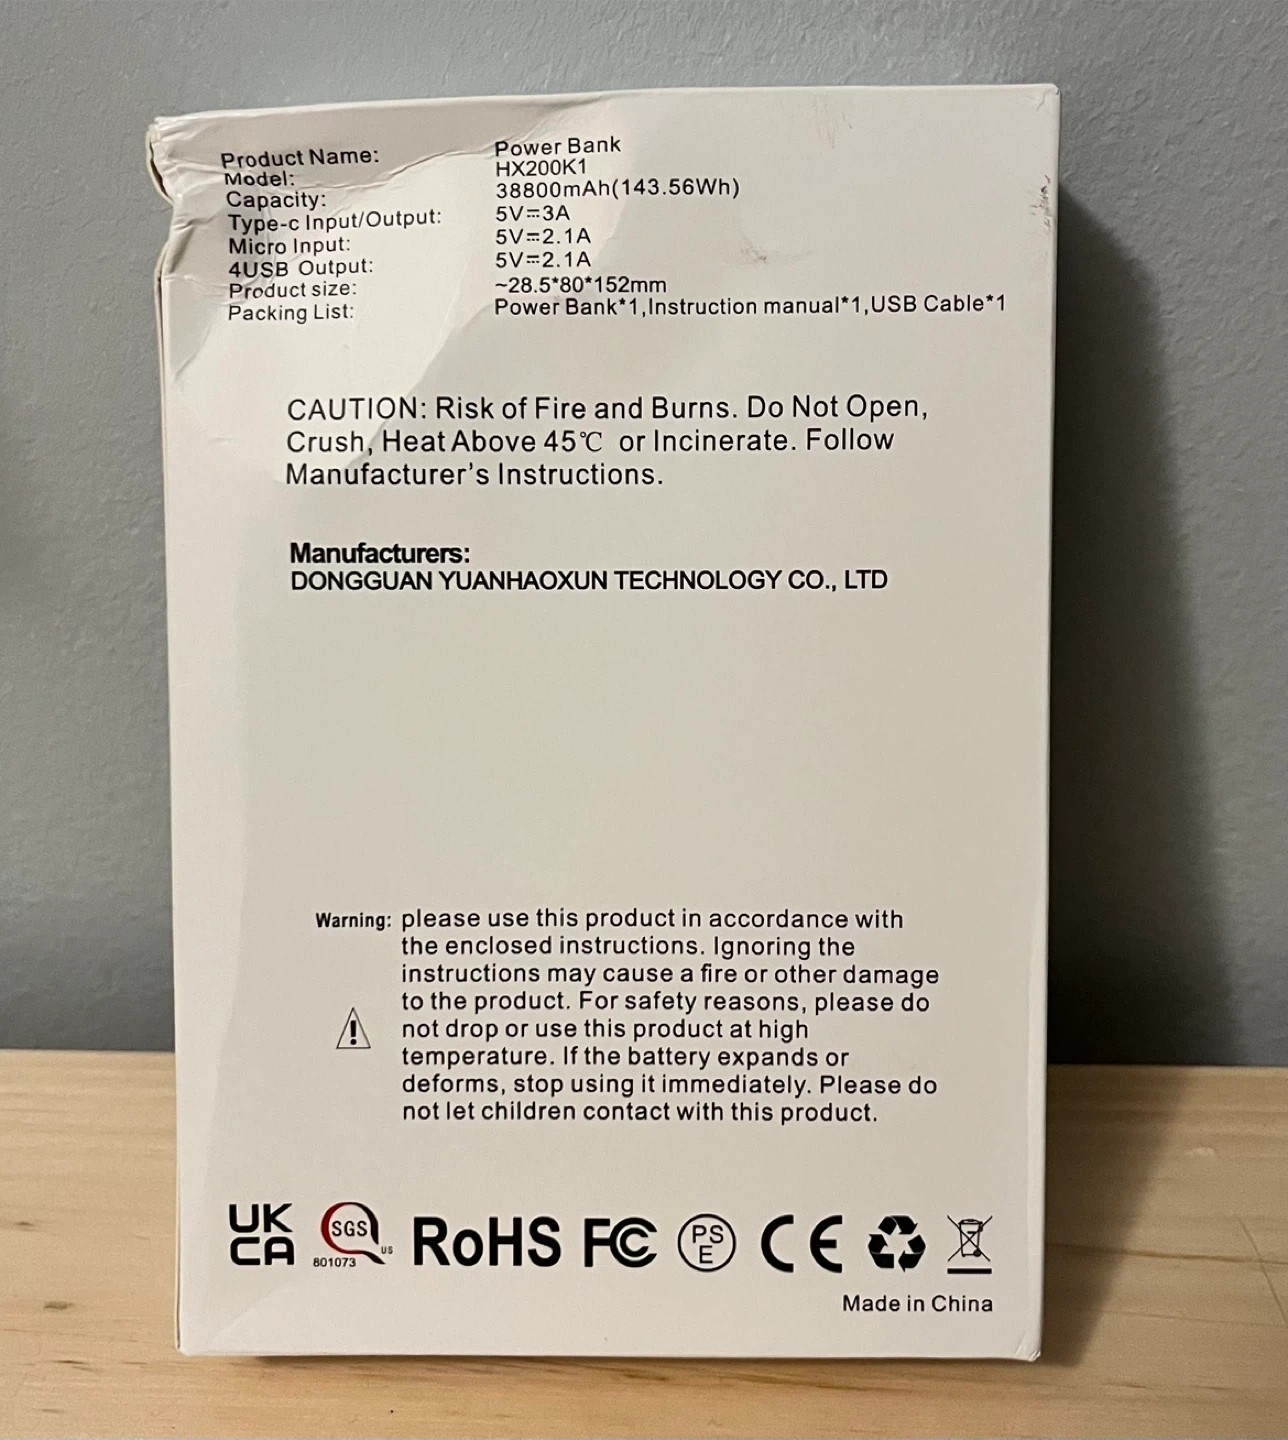 Product Name: Power Bank
Model: HX200K1
Capacity: 38800mAh(143.56Wh)
Type-c Input/Output: 5V⎓3A
Micro Input: 5V⎓2.1A
4USB Output: 5V⎓2.1A
Product size: ~28.5*80*152mm
Packing List: Power Bank*1,Instruction manual*1,USB Cable*1
CAUTION: Risk of Fire and Burns. Do Not Open,
Crush, Heat Above 45℃ or Incinerate. Follow
Manufacturer's Instructions.
Manufacturers:
DONGGUAN YUANHAOXUN TECHNOLOGY CO., LTD
Warning: please use this product in accordance with
the enclosed instructions. Ignoring the
instructions may cause a fire or other damage
to the product. For safety reasons, please do
not drop or use this product at high
temperature. If the battery expands or
deforms, stop using it immediately. Please do
not let children contact with this product.
UK
CA
SGS
US
801073
RoHS
FC
PS
E
CE
Made in China